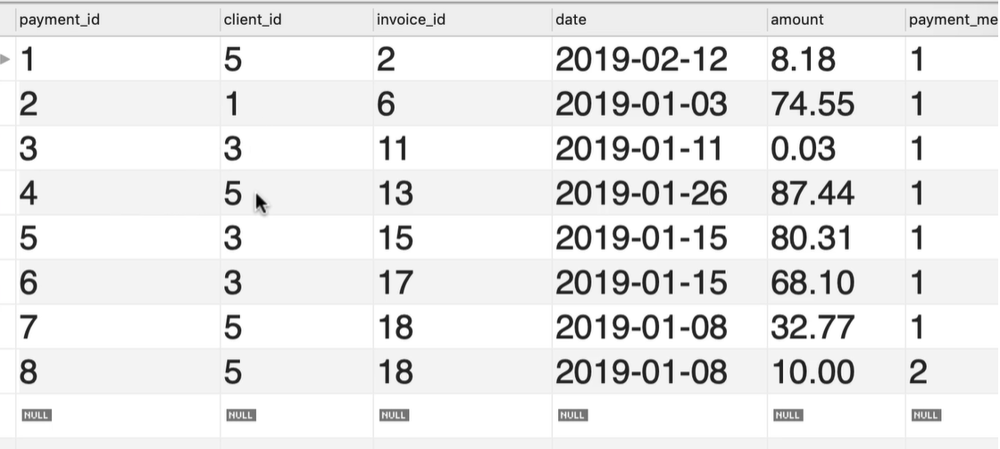 payment_id client_id invoice_id date amount payment_me
1 5 2 2019-02-12 8.18 1
2 1 6 2019-01-03 74.55 1
3 3 11 2019-01-11 0.03 1
4 5 13 2019-01-26 87.44 1
5 3 15 2019-01-15 80.31 1
6 3 17 2019-01-15 68.10 1
7 5 18 2019-01-08 32.77 1
8 5 18 2019-01-08 10.00 2
NULL NULL NULL NULL NULL NULL